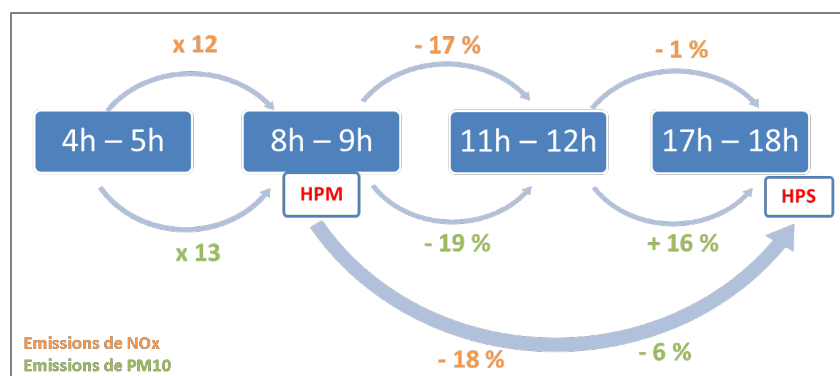 x 12
- 17 %
- 1 %
4h – 5h
8h – 9h
11h – 12h
17h – 18h
HPM
HPS
x 13
- 19 %
+ 16 %
Emissions de NOx
Emissions de PM10
- 18 %
- 6 %